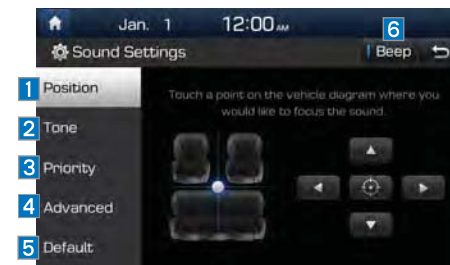 Jan. 1 12:00 AM
6
Sound Settings Beep
1 Position
Touch a point on the vehicle diagram where you
would like to focus the sound.
2 Tone
3 Priority
4 Advanced
5 Default